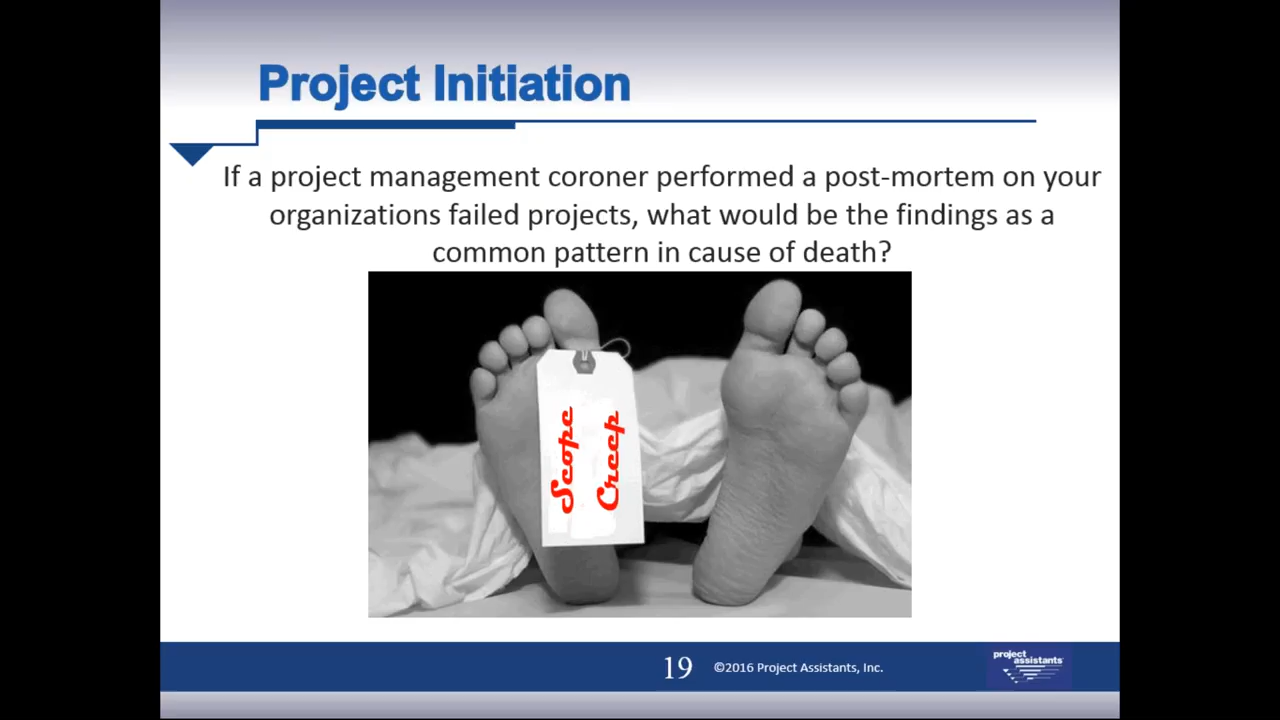 Project Initiation
If a project management coroner performed a post-mortem on your
organizations failed projects, what would be the findings as a
common pattern in cause of death?
Scope
Creep
19
©2016 Project Assistants, Inc.
project
assistants